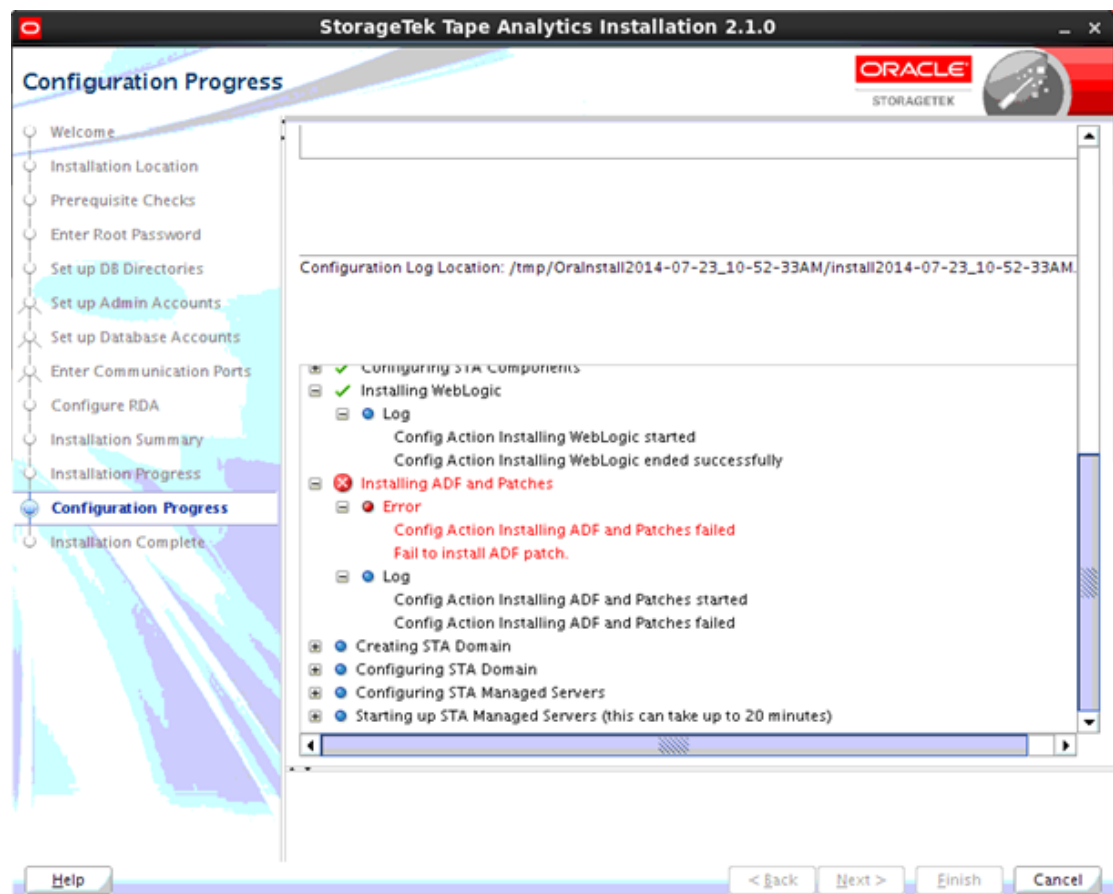 StorageTek Tape Analytics Installation 2.1.0
Configuration Progress
ORACLE
STORAGETEK
Welcome
Installation Location
Prerequisite Checks
Enter Root Password
Set up DB Directories
Set up Admin Accounts
Set up Database Accounts
Enter Communication Ports
Configure RDA
Installation Summary
Installation Progress
Configuration Progress
Installation Complete
Configuration Log Location: /tmp/OraInstall2014-07-23_10-52-33AM/install2014-07-23_10-52-33AM.
Configuring STA Components
Installing WebLogic
Log
Config Action Installing WebLogic started
Config Action Installing WebLogic ended successfully
Installing ADF and Patches
Error
Config Action Installing ADF and Patches failed
Fail to install ADF patch.
Log
Config Action Installing ADF and Patches started
Config Action Installing ADF and Patches failed
Creating STA Domain
Configuring STA Domain
Configuring STA Managed Servers
Starting up STA Managed Servers (this can take up to 20 minutes)
Help
< Back Next > Finish Cancel